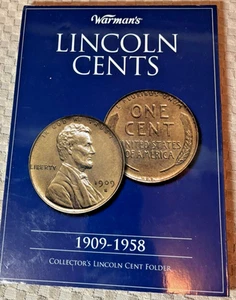 Warman's
LINCOLN
CENTS
LIBERTY
1909
S
ONE
CENT
UNITED STATES
OF AMERICA
1909-1958
COLLECTOR'S LINCOLN CENT FOLDER